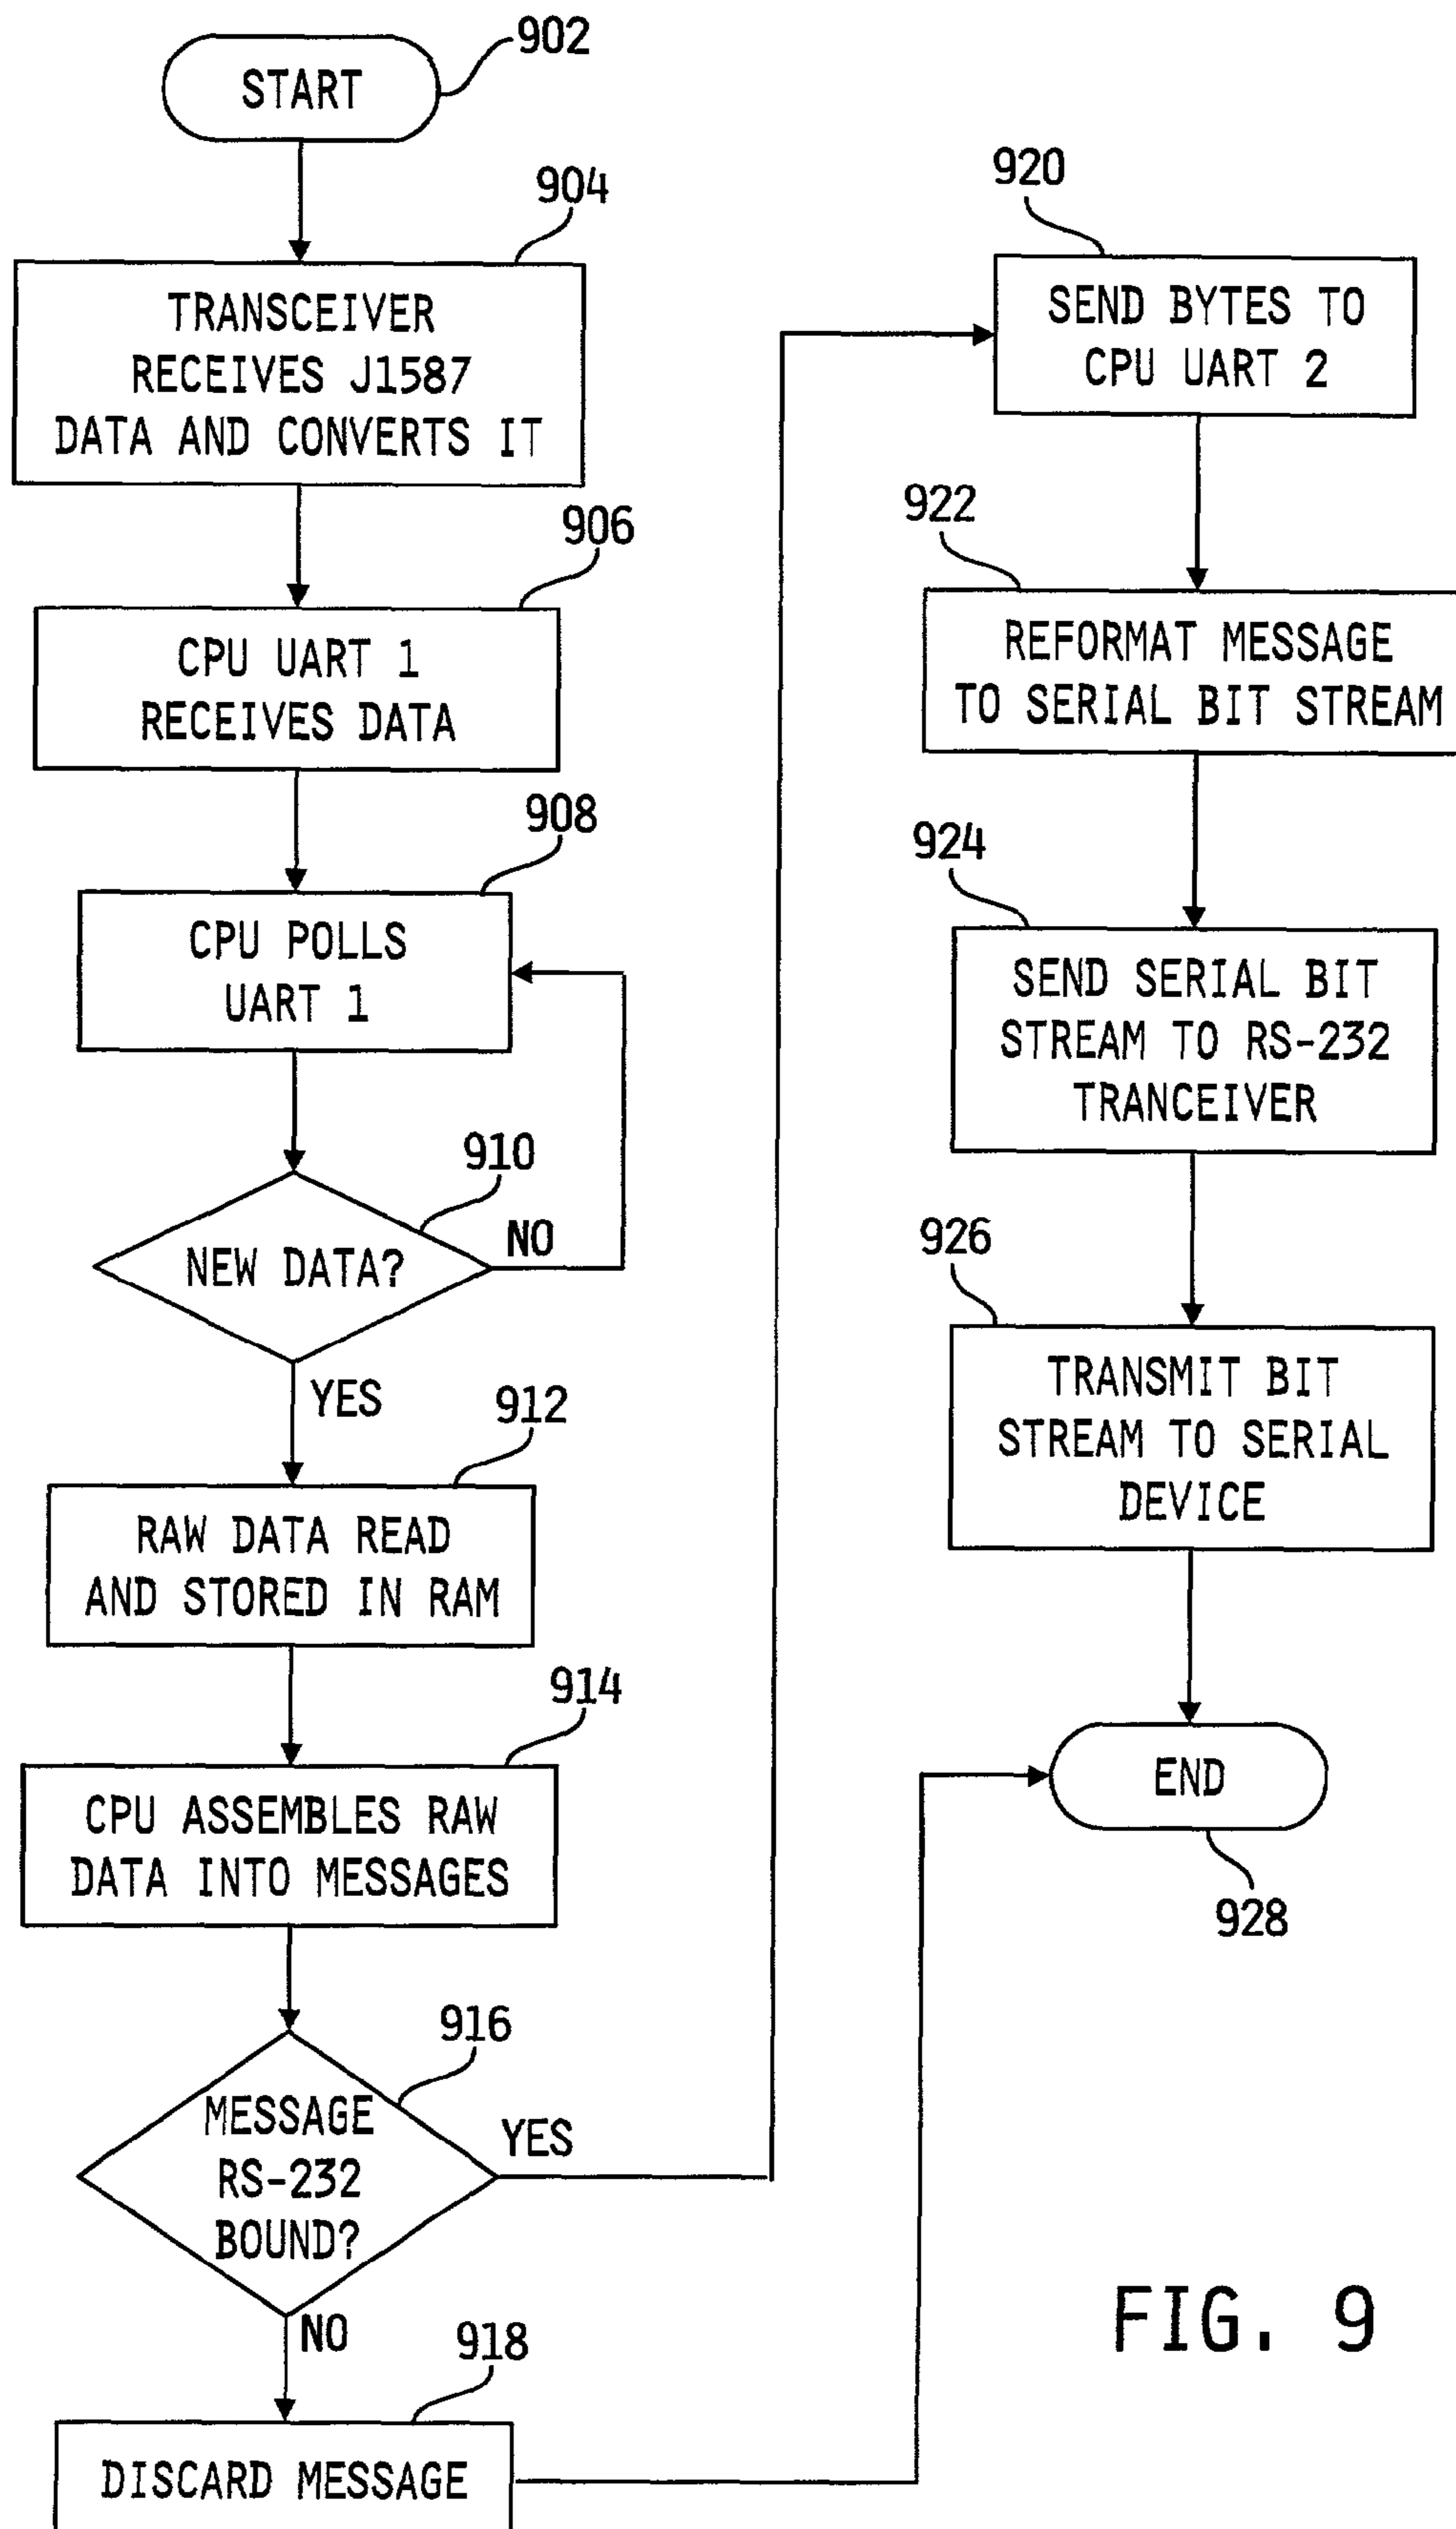 START
902
904
TRANSCEIVER
RECEIVES J1587
DATA AND CONVERTS IT
906
CPU UART 1
RECEIVES DATA
908
CPU POLLS
UART 1
910
NEW DATA?
NO
YES
912
RAW DATA READ
AND STORED IN RAM
914
CPU ASSEMBLES RAW
DATA INTO MESSAGES
916
MESSAGE
RS-232
BOUND?
YES
NO
918
DISCARD MESSAGE
920
SEND BYTES TO
CPU UART 2
922
REFORMAT MESSAGE
TO SERIAL BIT STREAM
924
SEND SERIAL BIT
STREAM TO RS-232
TRANCEIVER
926
TRANSMIT BIT
STREAM TO SERIAL
DEVICE
END
928
FIG. 9